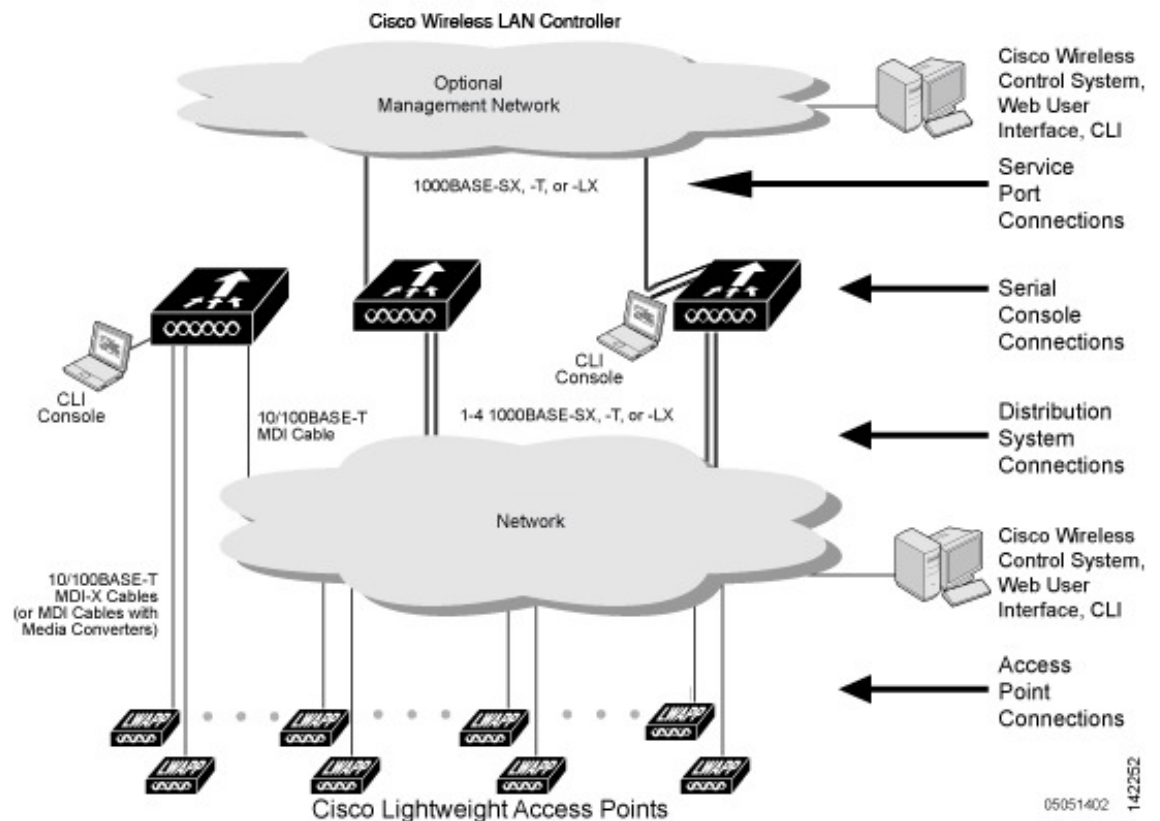 Cisco Wireless LAN Controller
Optional
Management Network
Cisco Wireless
Control System,
Web User
Interface, CLI
1000BASE-SX, -T, or -LX
Service
Port
Connections
Serial
Console
Connections
CLI
Console
CLI
Console
10/100BASE-T
MDI Cable
1-4 1000BASE-SX, -T, or -LX
Distribution
System
Connections
Network
Cisco Wireless
Control System,
Web User
Interface, CLI
10/100BASE-T
MDI-X Cables
(or MDI Cables with
Media Converters)
Access
Point
Connections
LWAPP
LWAPP
LWAPP
LWAPP
LWAPP
LWAPP
LWAPP
LWAPP
Cisco Lightweight Access Points
05051402
142252